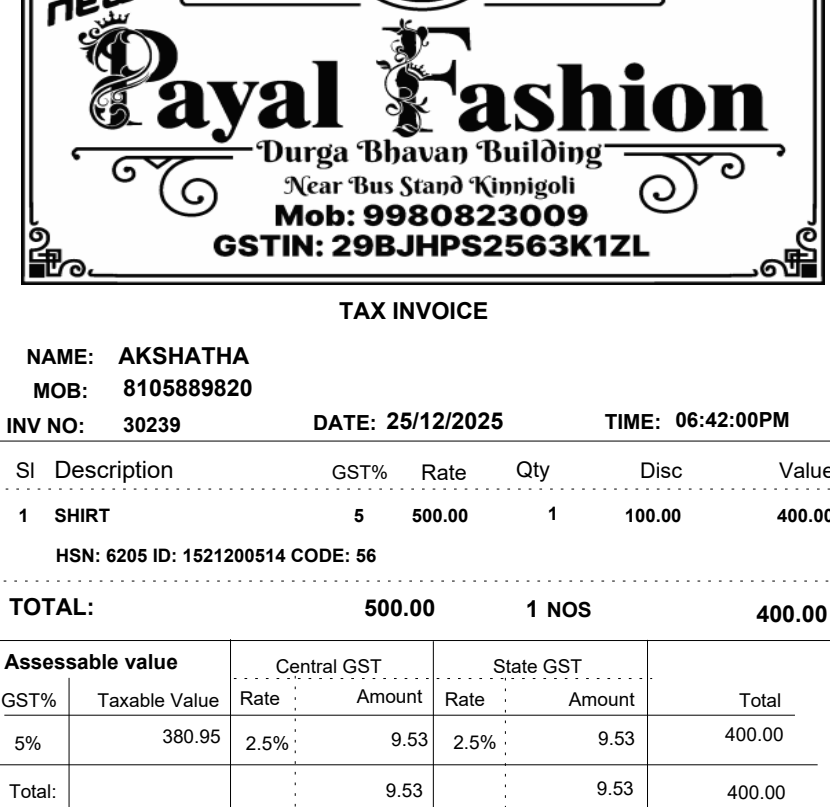 new
Payal Fashion
Durga Bhavan Building
Near Bus Stand Kinnigoli
Mob: 9980823009
GSTIN: 29BJHPS2563K1ZL
TAX INVOICE
NAME: AKSHATHA
MOB: 8105889820
INV NO: 30239 DATE: 25/12/2025 TIME: 06:42:00PM
Sl Description GST% Rate Qty Disc Value
1 SHIRT 5 500.00 1 100.00 400.00
HSN: 6205 ID: 1521200514 CODE: 56
TOTAL: 500.00 1 NOS 400.00
Assessable value Central GST State GST
GST% Taxable Value Rate Amount Rate Amount Total
5% 380.95 2.5% 9.53 2.5% 9.53 400.00
Total: 9.53 9.53 400.00